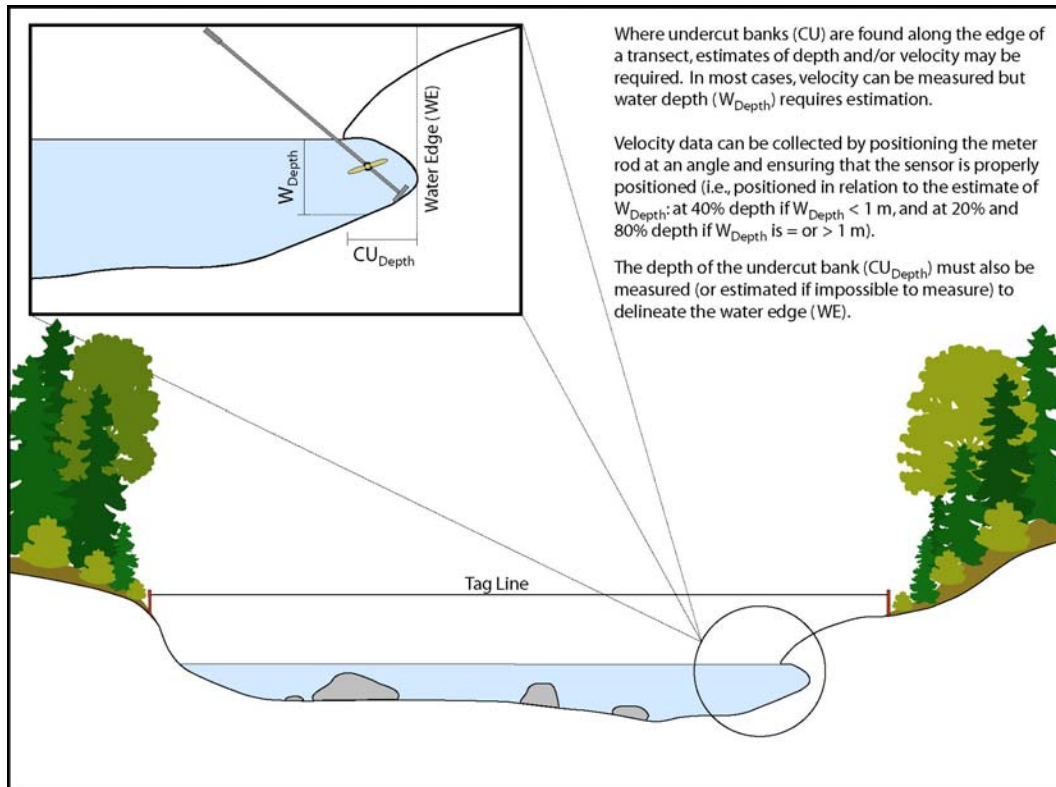 Where undercut banks (CU) are found along the edge of
a transect, estimates of depth and/or velocity may be
required. In most cases, velocity can be measured but
water depth (WDepth) requires estimation.
Velocity data can be collected by positioning the meter
rod at an angle and ensuring that the sensor is properly
positioned (i.e., positioned in relation to the estimate of
WDepth: at 40% depth if WDepth < 1 m, and at 20% and
80% depth if WDepth is = or > 1 m).
The depth of the undercut bank (CUDepth) must also be
measured (or estimated if impossible to measure) to
delineate the water edge (WE).
WDepth
Water Edge (WE)
CUDepth
Tag Line